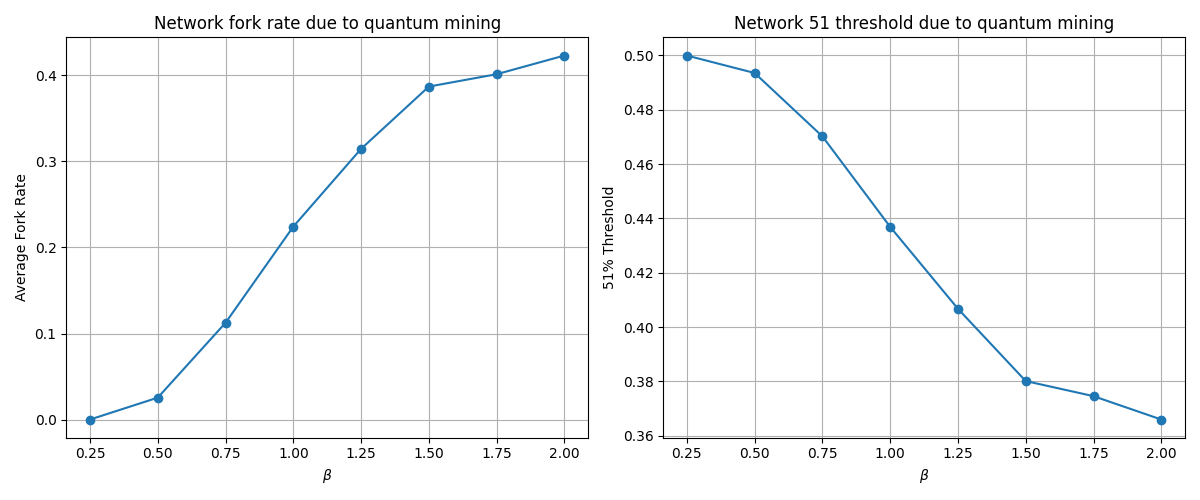 Network fork rate due to quantum mining
Average Fork Rate
0.4
0.3
0.2
0.1
0.0
0.25 0.50 0.75 1.00 1.25 1.50 1.75 2.00
β
Network 51 threshold due to quantum mining
51% Threshold
0.50
0.48
0.46
0.44
0.42
0.40
0.38
0.36
0.25 0.50 0.75 1.00 1.25 1.50 1.75 2.00
β